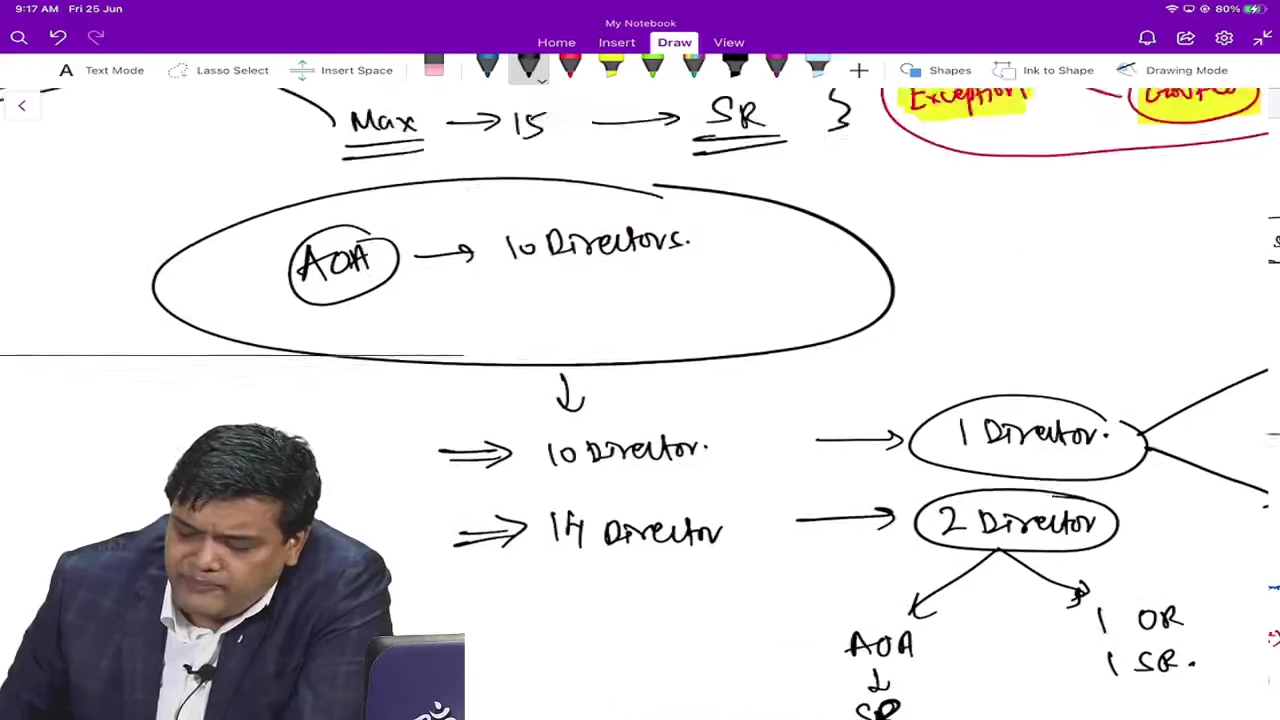 9:17 AM Fri 25 Jun
80%
My Notebook
Home Insert Draw View
A Text Mode Lasso Select Insert Space Shapes Ink to Shape Drawing Mode
Max → 15 → SR }
Exception
AOA → 10 Directors.
10 Director. → 1 Director.
14 Director → 2 Director
1 OR
AOA
1 SR.
SR